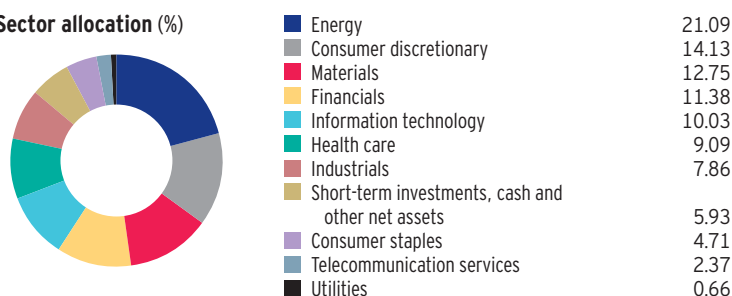 Sector allocation (%)
Energy 21.09
Consumer discretionary 14.13
Materials 12.75
Financials 11.38
Information technology 10.03
Health care 9.09
Industrials 7.86
Short-term investments, cash and
other net assets 5.93
Consumer staples 4.71
Telecommunication services 2.37
Utilities 0.66